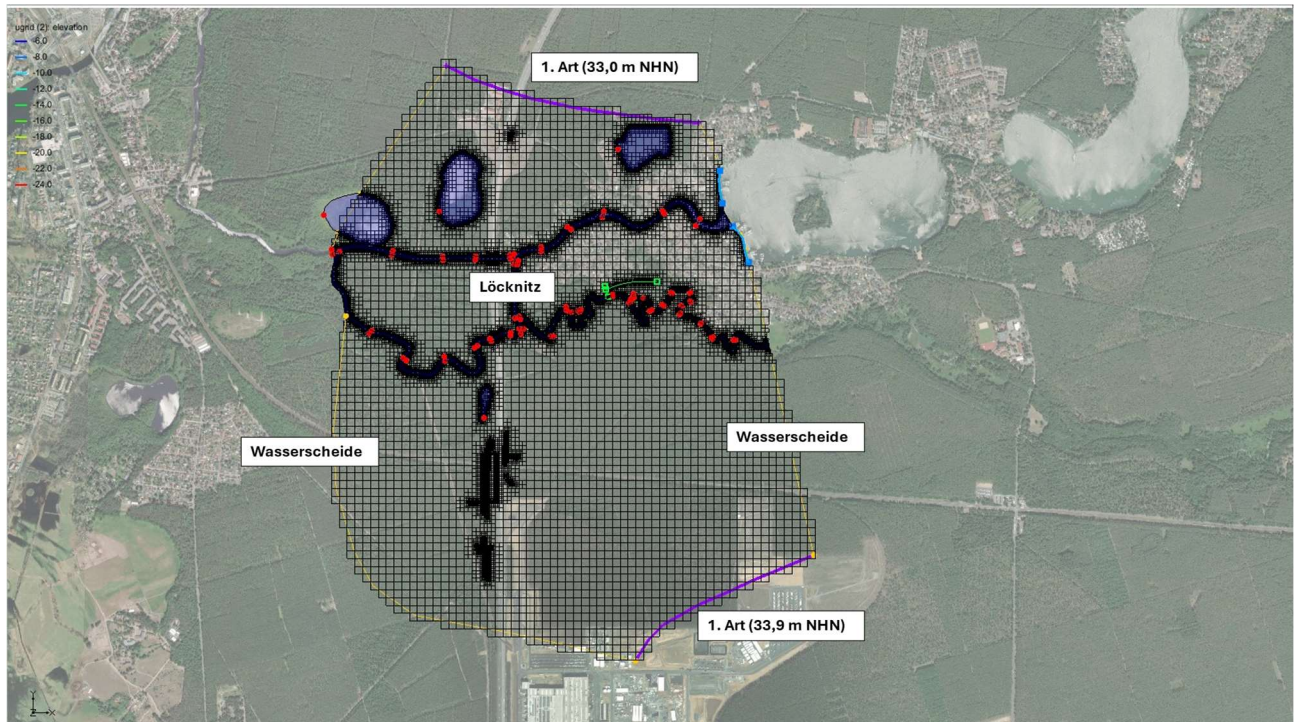 ugrid (2): elevation
-6.0
-8.0
-10.0
-12.0
-14.0
-16.0
-18.0
-20.0
-22.0
-24.0
1. Art (33,0 m NHN)
Löcknitz
Wasserscheide
Wasserscheide
1. Art (33,9 m NHN)
Y
Z
X